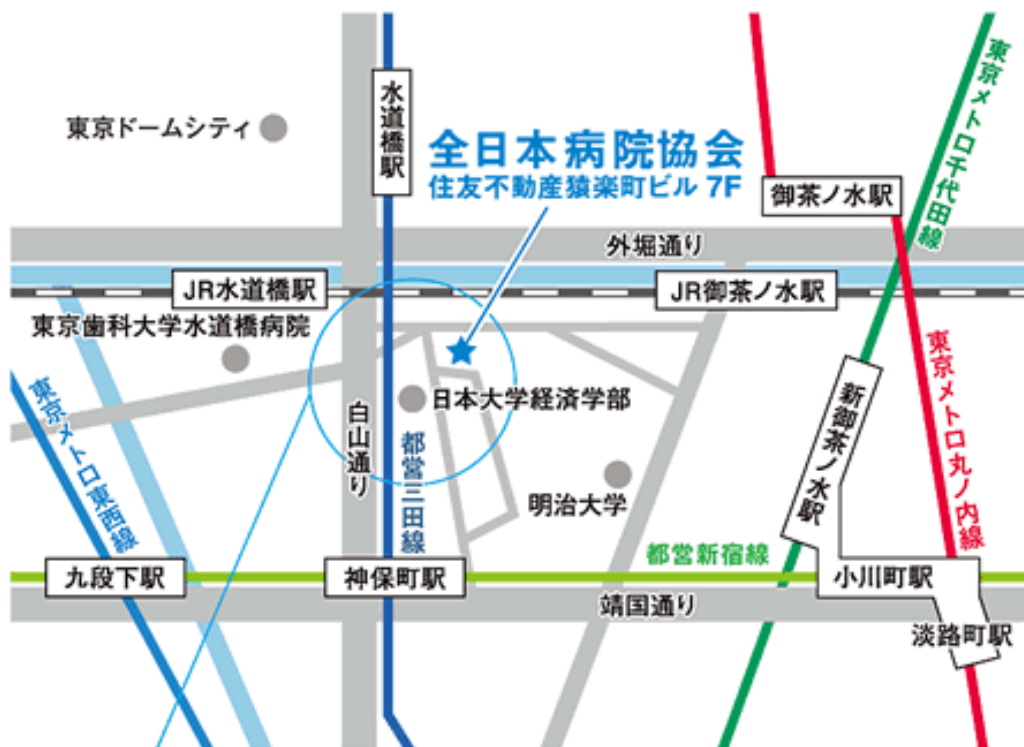 水道橋駅
東京メトロ千代田線
東京ドームシティ
全日本病院協会
住友不動産猿楽町ビル 7F
御茶ノ水駅
外堀通り
JR水道橋駅
JR御茶ノ水駅
東京歯科大学水道橋病院
東京メトロ丸ノ内線
東京メトロ東西線
日本大学経済学部
新御茶ノ水駅
白山通り
都営三田線
明治大学
都営新宿線
九段下駅
神保町駅
小川町駅
靖国通り
淡路町駅